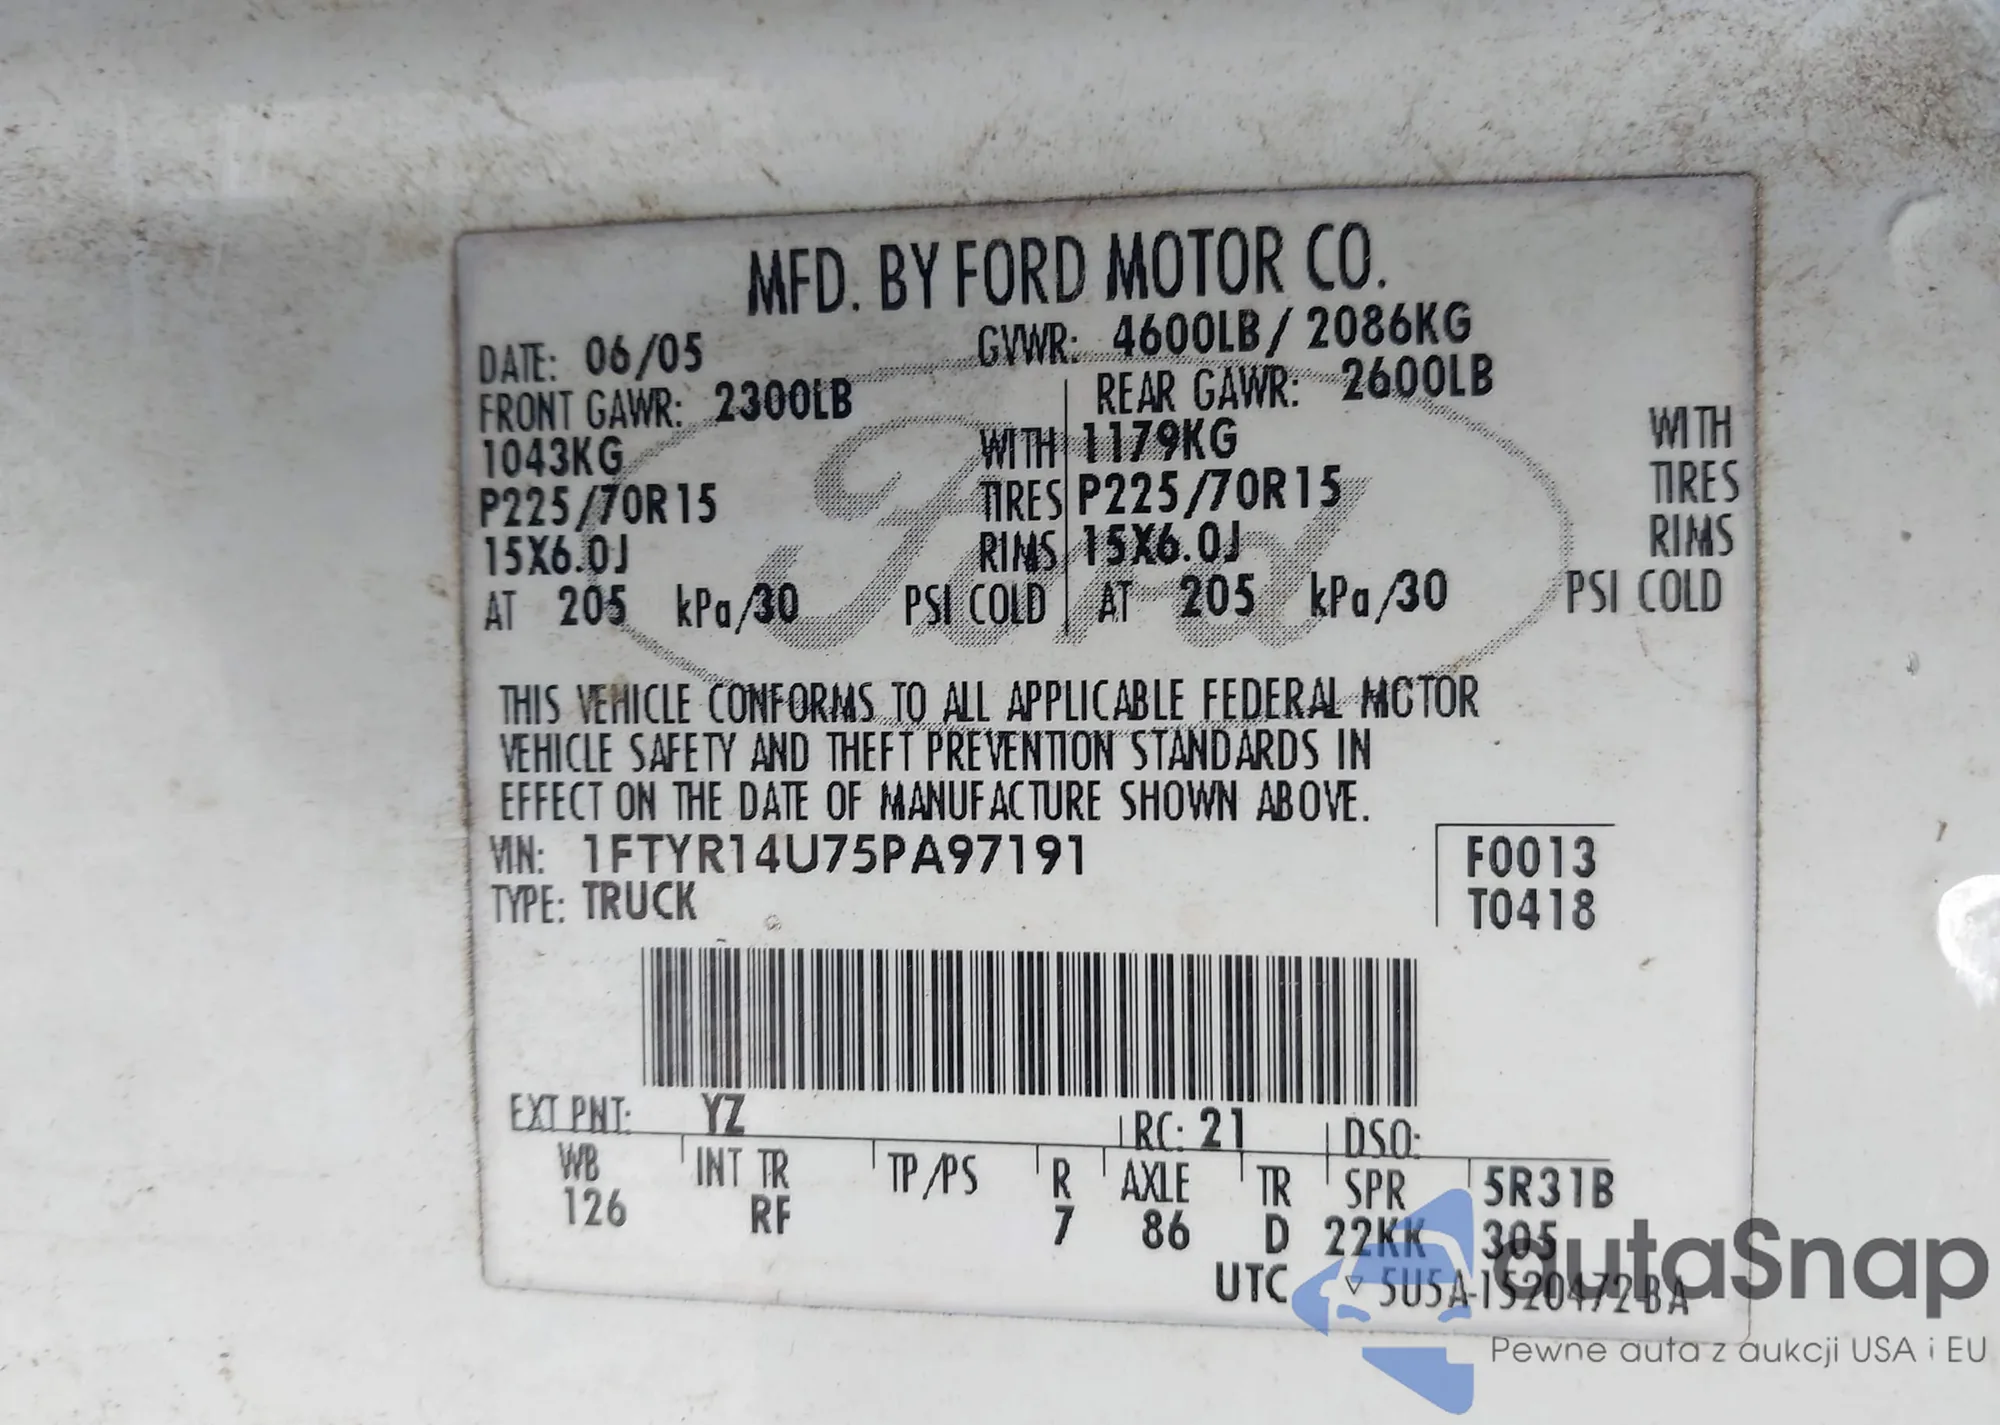 MFD. BY FORD MOTOR CO.
DATE: 06/05 GVWR: 4600LB/ 2086KG
FRONT GAWR: 2300LB REAR GAWR: 2600LB
1043KG WITH 1179KG WITH
P225/70R15 TIRES P225/70R15 TIRES
15X6.0J RIMS 15X6.0J RIMS
AT 205 kPa/30 PSI COLD AT 205 kPa/30 PSI COLD
Ford
THIS VEHICLE CONFORMS TO ALL APPLICABLE FEDERAL MOTOR
VEHICLE SAFETY AND THEFT PREVENTION STANDARDS IN
EFFECT ON THE DATE OF MANUFACTURE SHOWN ABOVE.
VIN: 1FTYR14U75PA97191 F0013
TYPE: TRUCK T0418
EXT PNT: YZ RC: 21 DSO:
WB INT TR TP/PS R AXLE TR SPR 5R31B
126 RF 7 86 D 22KK 305
UTC ▽ 5U5A-1520472-BA
autaSnap
Pewne auta z aukcji USA i EU